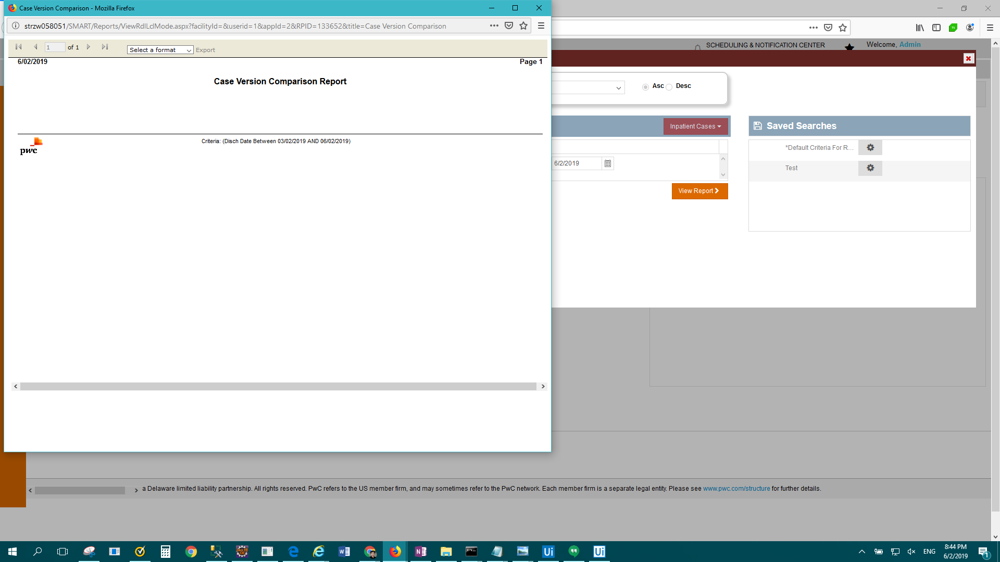 Case Version Comparison - Mozilla Firefox
strzw058051/SMART/Reports/ViewRdlLclMode.aspx?facilityId=&userid=1&appId=2&RPID=133652&title=Case Version Comparison
1 of 1 Select a format Export
6/02/2019 Page 1
Case Version Comparison Report
pwc
Criteria: (Disch Date Between 03/02/2019 AND 06/02/2019)
SCHEDULING & NOTIFICATION CENTER
Welcome, Admin
Asc Desc
Inpatient Cases
6/2/2019
View Report
Saved Searches
*Default Criteria For R...
Test
a Delaware limited liability partnership. All rights reserved. PwC refers to the US member firm, and may sometimes refer to the PwC network. Each member firm is a separate legal entity. Please see www.pwc.com/structure for further details.
ENG
8:44 PM
6/2/2019
1